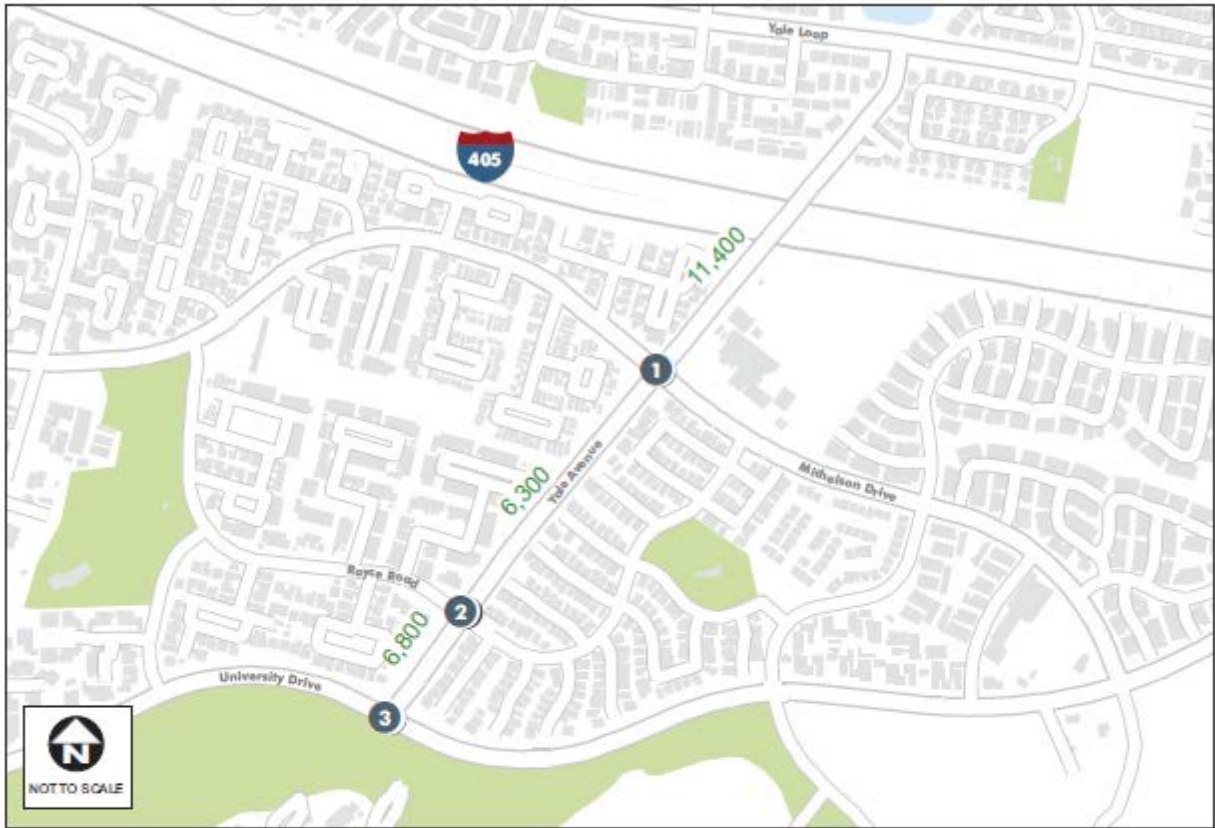 Yale Loop
405
11,400
1
6,300
Yale Avenue
Michelson Drive
Royce Road
2
6,800
University Drive
3
N
NOT TO SCALE